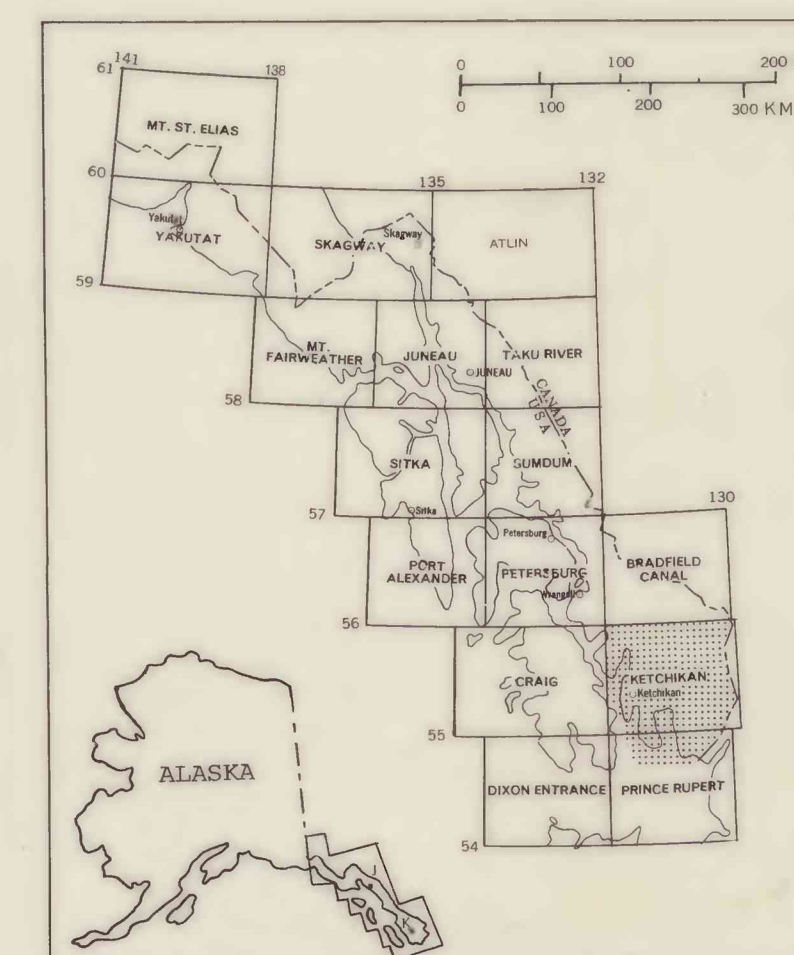 141
61
138
0 100 200
0 100 200 300 KM
MT. ST. ELIAS
60
135
132
Yakutat
YAKUTAT
SKAGWAY
Skagway
ATLIN
59
MT.
FAIRWEATHER
JUNEAU
JUNEAU
TAKU RIVER
58
CANADA
USA
SITKA
SUMDUM
130
57
Sitka
Petersburg
PORT
ALEXANDER
PETERSBURG
Wrangell
BRADFIELD
CANAL
56
CRAIG
KETCHIKAN
Ketchikan
55
ALASKA
DIXON ENTRANCE
PRINCE RUPERT
54
J
K